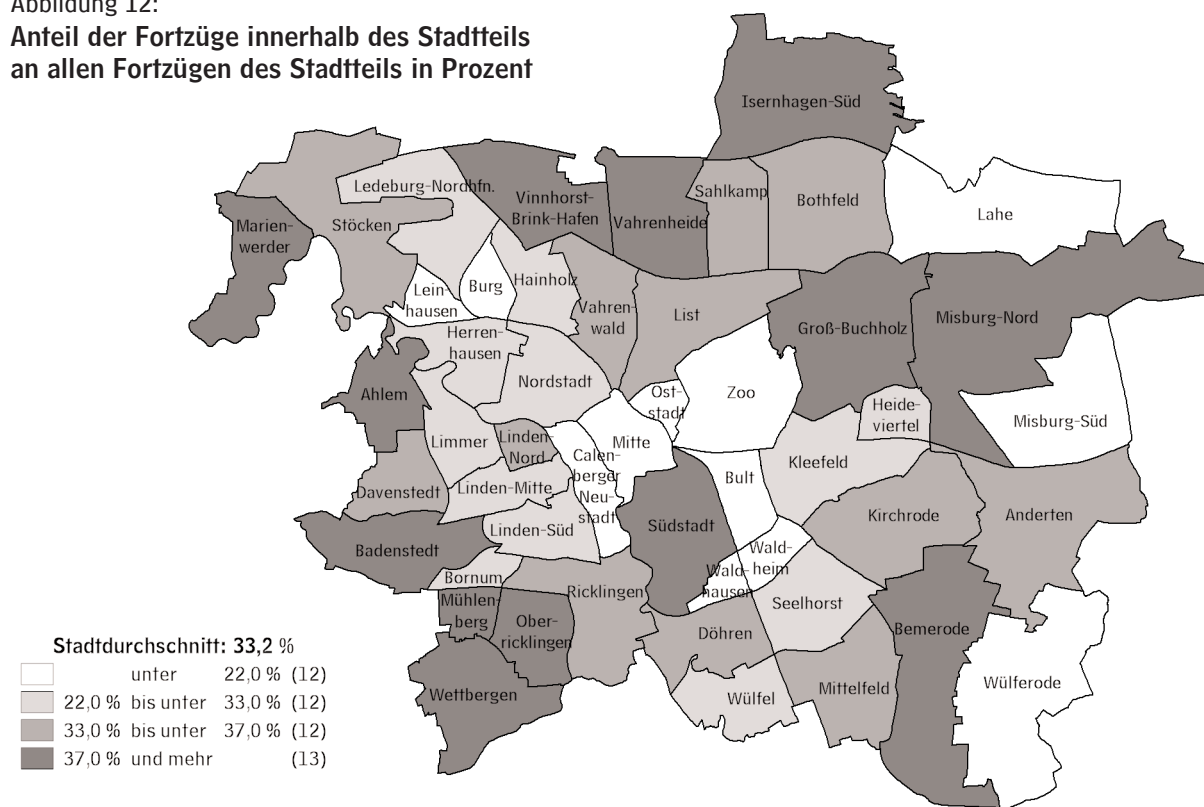 Abbildung 12:
Anteil der Fortzüge innerhalb des Stadtteils
an allen Fortzügen des Stadtteils in Prozent
Isernhagen-Süd
Ledeburg-Nordhfn.
Vinnhorst-
Brink-Hafen
Vahrenheide
Sahlkamp
Bothfeld
Lahe
Marien-
werder
Stöcken
Lein-
hausen
Burg
Hainholz
Vahren-
wald
List
Groß-Buchholz
Misburg-Nord
Herren-
hausen
Nordstadt
Ahlem
Ost-
stadt
Zoo
Heide-
viertel
Misburg-Süd
Limmer
Linden-
Nord
Mitte
Calen-
berger
Neu-
stadt
Kleefeld
Bult
Davenstedt
Linden-Mitte
Linden-Süd
Südstadt
Kirchrode
Anderten
Badenstedt
Wald-
heim
Wald-
hausen
Bornum
Ricklingen
Seelhorst
Mühlen-
berg
Ober-
ricklingen
Döhren
Bemerode
Wettbergen
Wülfel
Mittelfeld
Wülferode
Stadtdurchschnitt: 33,2 %
unter 22,0 % (12)
22,0 % bis unter 33,0 % (12)
33,0 % bis unter 37,0 % (12)
37,0 % und mehr (13)